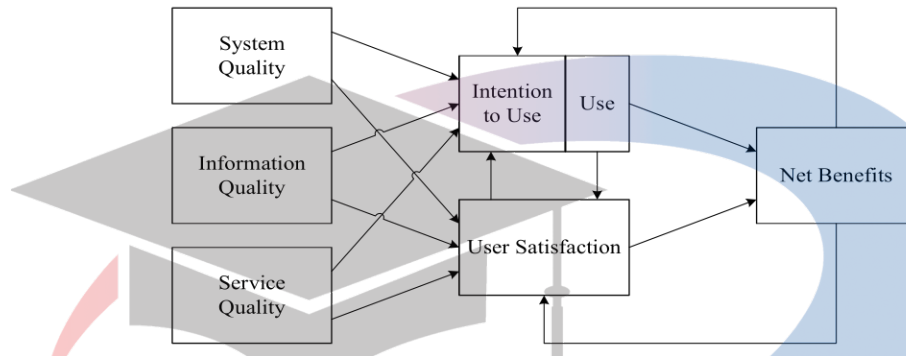 System
Quality
Intention
to Use
Use
Information
Quality
Net Benefits
User Satisfaction
Service
Quality